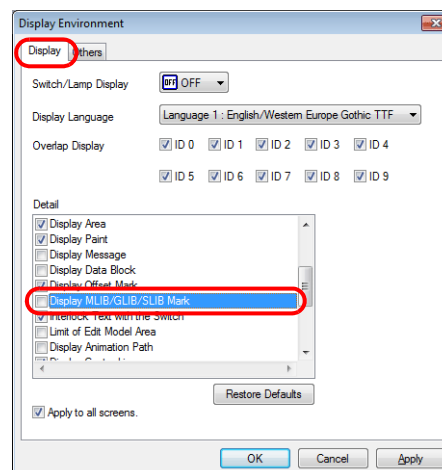 Display Environment
Display Others
Switch/Lamp Display OFF OFF
Display Language Language 1 : English/Western Europe Gothic TTF
Overlap Display ID 0 ID 1 ID 2 ID 3 ID 4
ID 5 ID 6 ID 7 ID 8 ID 9
Detail
Display Area
Display Paint
Display Message
Display Data Block
Display Offset Mark
Display MLIB/GLIB/SLIB Mark
Interlock Text with the Switch
Limit of Edit Model Area
Display Animation Path
Restore Defaults
Apply to all screens.
OK Cancel Apply